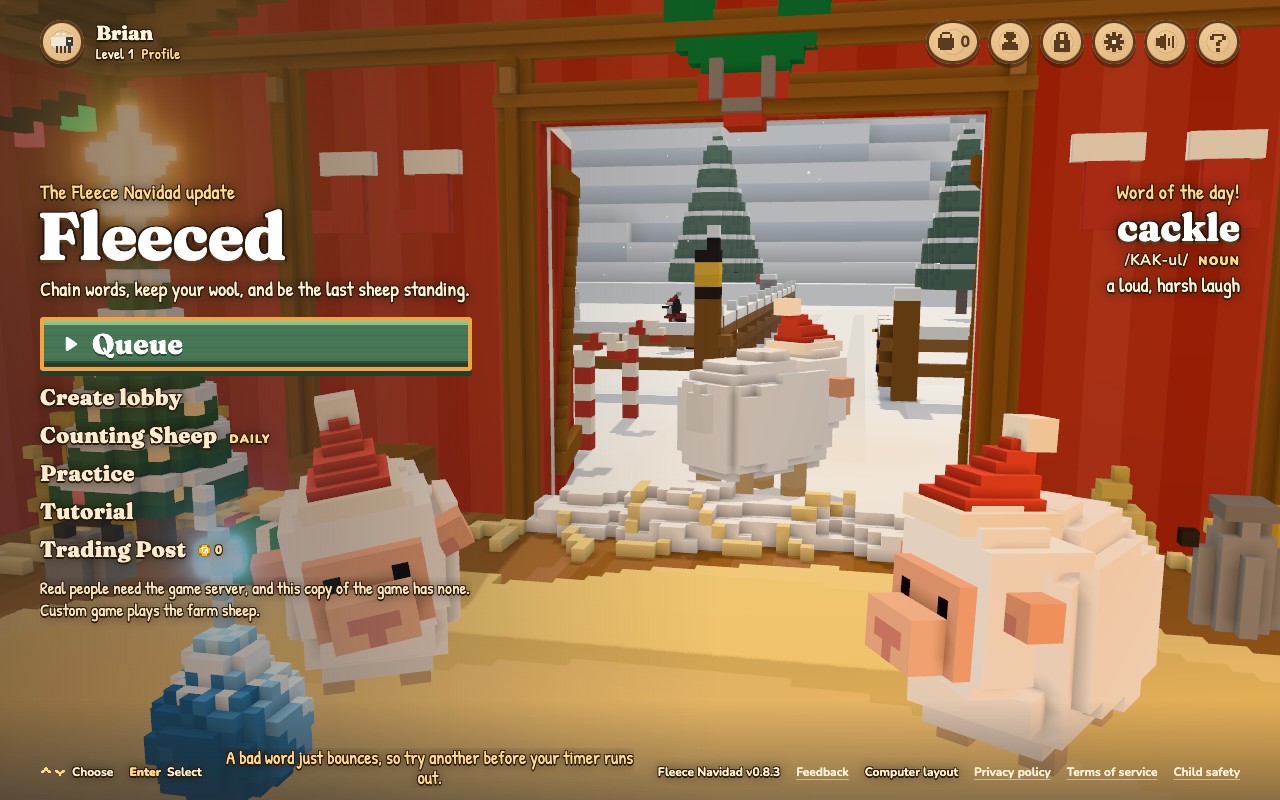 Brian
Level 1 Profile
0
?
The Fleece Navidad update
Fleeced
Chain words, keep your wool, and be the last sheep standing.
Queue
Create lobby
Counting Sheep DAILY
Practice
Tutorial
Trading Post 0
Real people need the game server, and this copy of the game has none.
Custom game plays the farm sheep.
Word of the day!
cackle
/KAK-ul/ NOUN
a loud, harsh laugh
Choose Enter Select
A bad word just bounces, so try another before your timer runs
out.
Fleece Navidad v0.8.3 Feedback Computer layout Privacy policy Terms of service Child safety